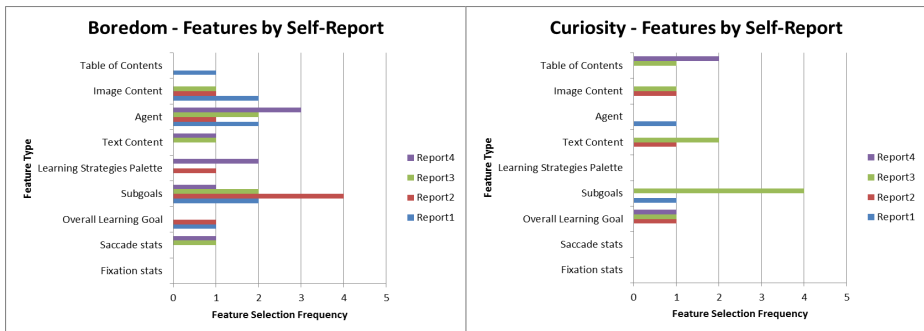 Boredom - Features by Self-Report
Feature Type
Table of Contents
Image Content
Agent
Text Content
Learning Strategies Palette
Subgoals
Overall Learning Goal
Saccade stats
Fixation stats
0 1 2 3 4 5
Feature Selection Frequency
Report4
Report3
Report2
Report1
Curiosity - Features by Self-Report
Feature Type
Table of Contents
Image Content
Agent
Text Content
Learning Strategies Palette
Subgoals
Overall Learning Goal
Saccade stats
Fixation stats
0 1 2 3 4 5
Feature Selection Frequency
Report4
Report3
Report2
Report1